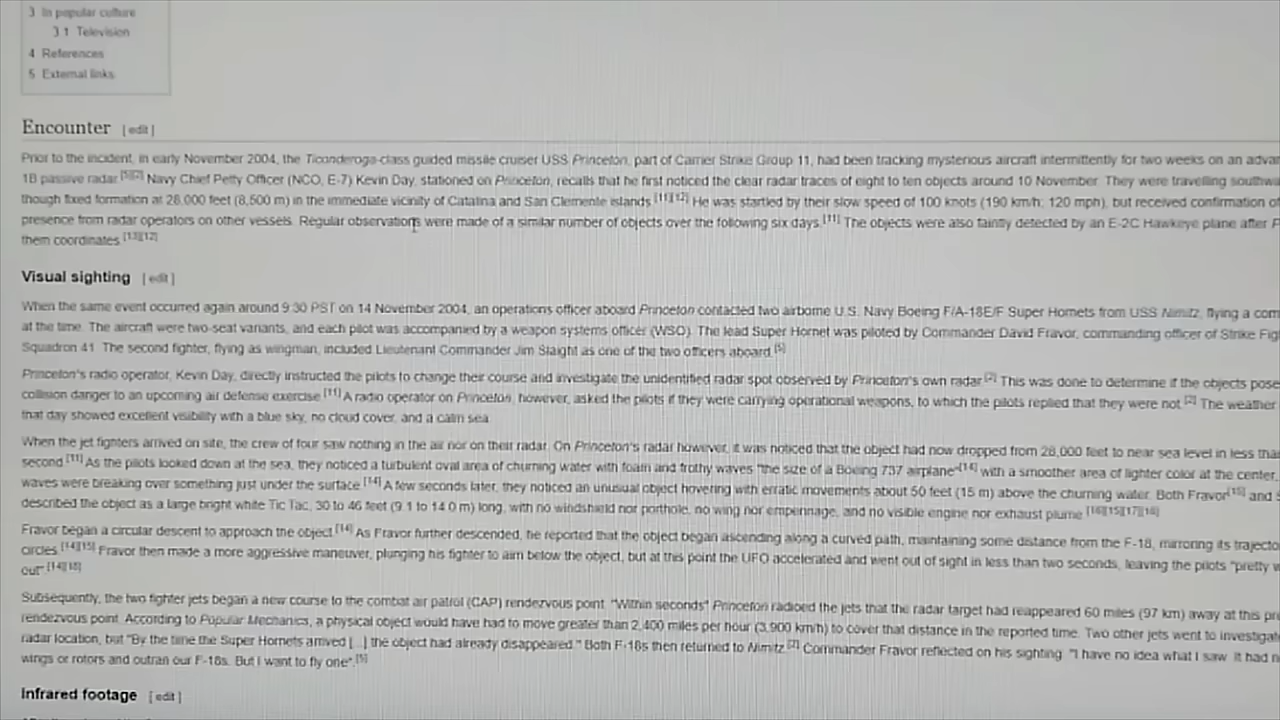 3 In popular culture
3.1 Television
4 References
5 External links
Encounter [ edit ]
Prior to the incident, in early November 2004, the Ticonderoga-class guided missile cruiser USS Princeton, part of Carrier Strike Group 11, had been tracking mysterious aircraft intermittently for two weeks on an
1B passive radar.[5][2] Navy Chief Petty Officer (NCO, E-7) Kevin Day, stationed on Princeton, recalls that he first noticed the clear radar traces of eight to ten objects around 10 November. They were travelling
though fixed formation at 28,000 feet (8,500 m) in the immediate vicinity of Catalina and San Clemente islands.[11][12] He was startled by their slow speed of 100 knots (190 km/h; 120 mph), but received confirmation of
presence from radar operators on other vessels. Regular observations were made of a similar number of objects over the following six days.[11] The objects were also faintly detected by an E-2C Hawkeye plane after
them coordinates.[13][12]
Visual sighting [ edit ]
When the same event occurred again around 9:30 PST on 14 November 2004, an operations officer aboard Princeton contacted two airborne U.S. Navy Boeing F/A-18E/F Super Hornets from USS Nimitz, flying a
at the time. The aircraft were two-seat variants, and each pilot was accompanied by a weapon systems officer (WSO). The lead Super Hornet was piloted by Commander David Fravor, commanding officer of Strike
Squadron 41. The second fighter, flying as wingman, included Lieutenant Commander Jim Slaight as one of the two officers aboard.[5]
Princeton's radio operator, Kevin Day, directly instructed the pilots to change their course and investigate the unidentified radar spot observed by Princeton's own radar.[2] This was done to determine if the objects
collision danger to an upcoming air defense exercise.[11] A radio operator on Princeton, however, asked the pilots if they were carrying operational weapons, to which the pilots replied that they were not.[2] The weather
that day showed excellent visibility with a blue sky, no cloud cover, and a calm sea.
When the jet fighters arrived on site, the crew of four saw nothing in the air nor on their radar. On Princeton's radar however, it was noticed that the object had now dropped from 28,000 feet to near sea level in less
second.[11] As the pilots looked down at the sea, they noticed a turbulent oval area of churning water with foam and frothy waves "the size of a Boeing 737 airplane"[14] with a smoother area of lighter color at the center,
waves were breaking over something just under the surface.[14] A few seconds later, they noticed an unusual object hovering with erratic movements about 50 feet (15 m) above the churning water. Both Fravor[15] and
described the object as a large bright white Tic Tac, 30 to 46 feet (9.1 to 14.0 m) long, with no windshield nor porthole, no wing nor empennage, and no visible engine nor exhaust plume.[16][15][17][18]
Fravor began a circular descent to approach the object.[14] As Fravor further descended, he reported that the object began ascending along a curved path, maintaining some distance from the F-18, mirroring its
circles.[14][15] Fravor then made a more aggressive maneuver, plunging his fighter to aim below the object, but at this point the UFO accelerated and went out of sight in less than two seconds, leaving the pilots "pretty
out".[14][18]
Subsequently, the two fighter jets began a new course to the combat air patrol (CAP) rendezvous point. "Within seconds" Princeton radioed the jets that the radar target had reappeared 60 miles (97 km) away at this
rendezvous point. According to Popular Mechanics, a physical object would have had to move greater than 2,400 miles per hour (3,900 km/h) to cover that distance in the reported time. Two other jets went to
radar location, but "By the time the Super Hornets arrived [...] the object had already disappeared." Both F-18s then returned to Nimitz.[2] Commander Fravor reflected on his sighting. "I have no idea what I saw. It had
wings or rotors and outran our F-18s. But I want to fly one".[5]
Infrared footage [ edit ]